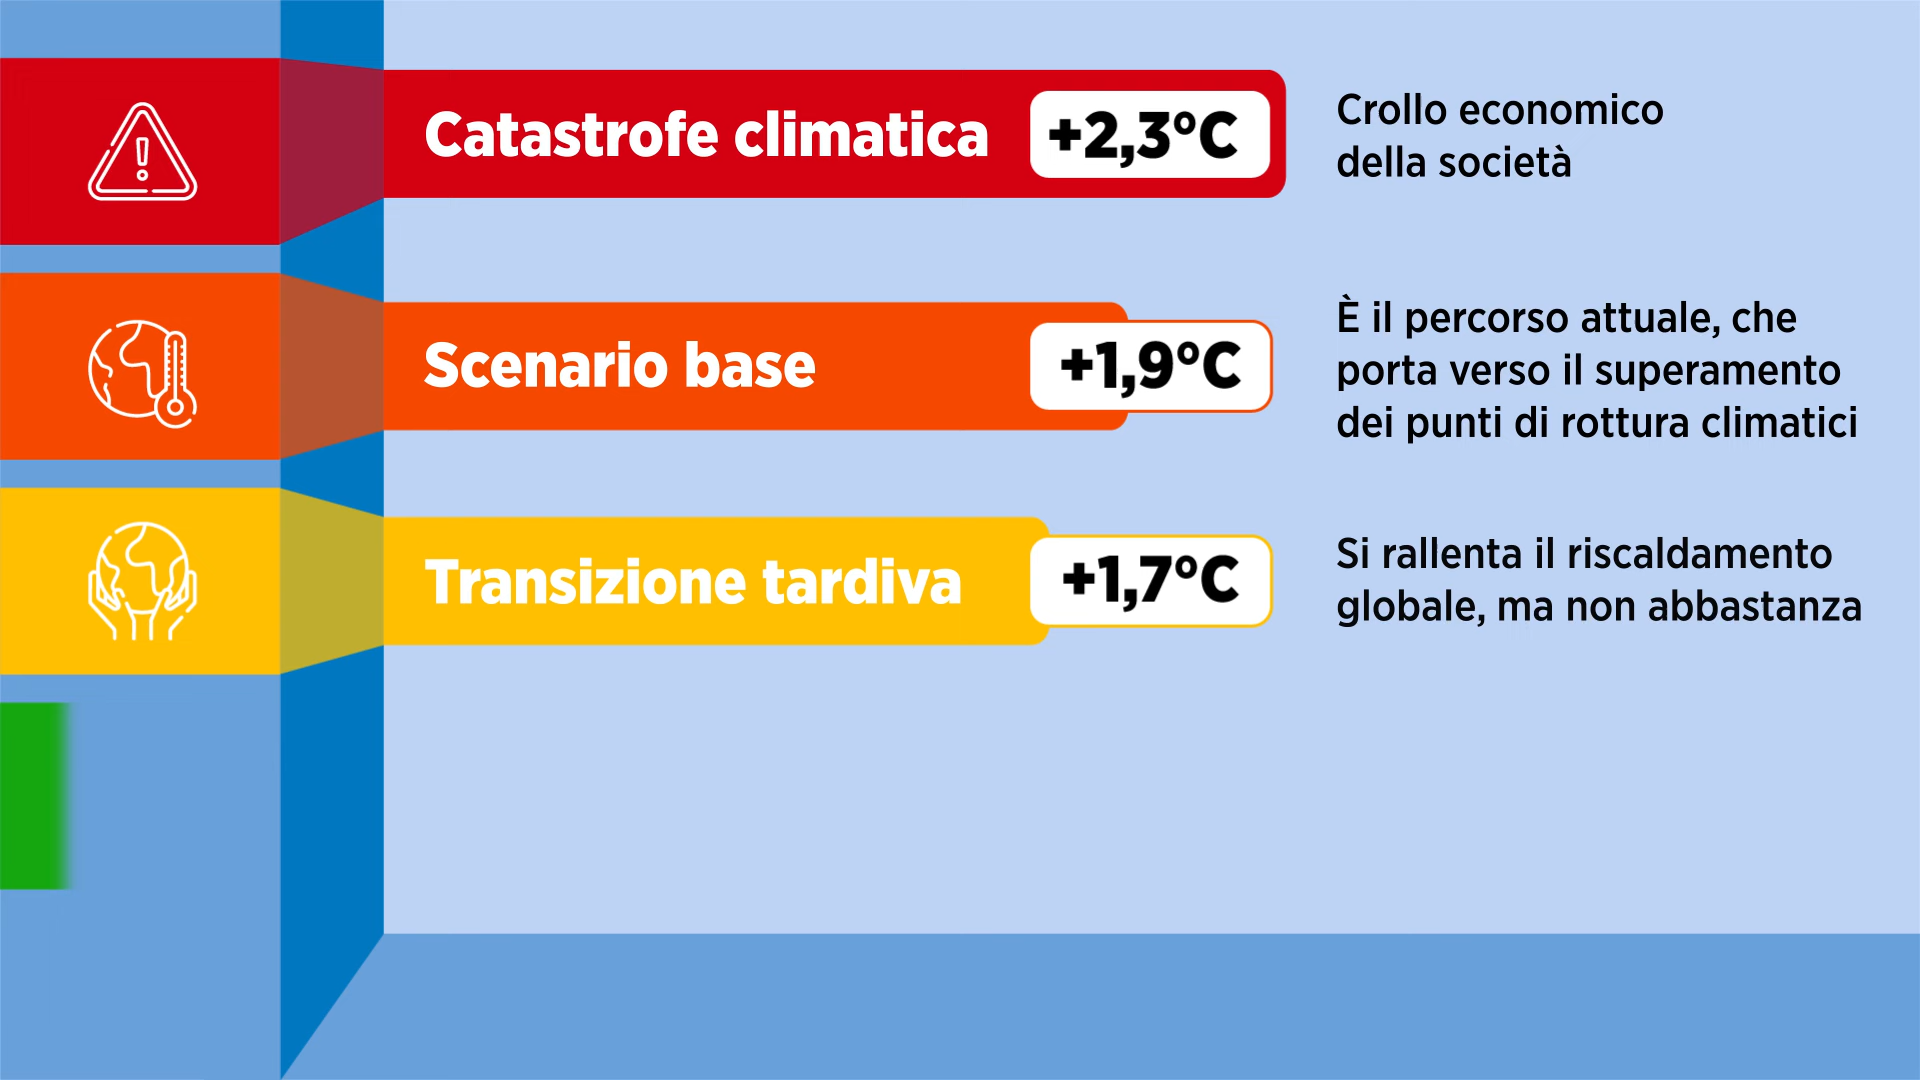 Catastrofe climatica +2,3°C
Crollo economico
della società
Scenario base +1,9°C
È il percorso attuale, che
porta verso il superamento
dei punti di rottura climatici
Transizione tardiva +1,7°C
Si rallenta il riscaldamento
globale, ma non abbastanza